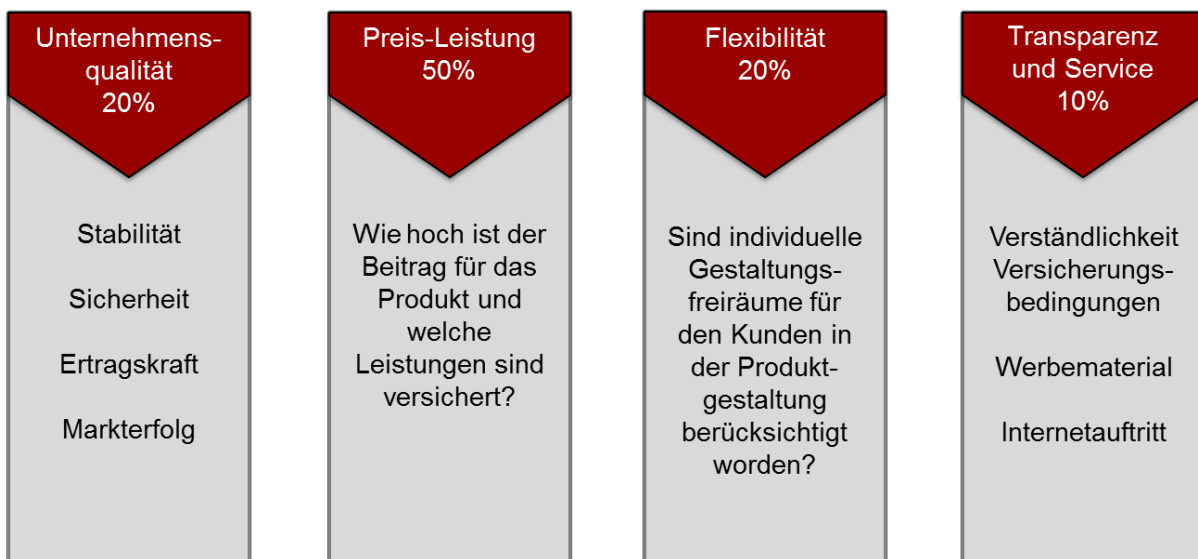 Unternehmens-
qualität
20%
Stabilität
Sicherheit
Ertragskraft
Markterfolg
Preis-Leistung
50%
Wie hoch ist der
Beitrag für das
Produkt und
welche
Leistungen sind
versichert?
Flexibilität
20%
Sind individuelle
Gestaltungs-
freiräume für
den Kunden in
der Produkt-
gestaltung
berücksichtigt
worden?
Transparenz
und Service
10%
Verständlichkeit
Versicherungs-
bedingungen
Werbematerial
Internetauftritt